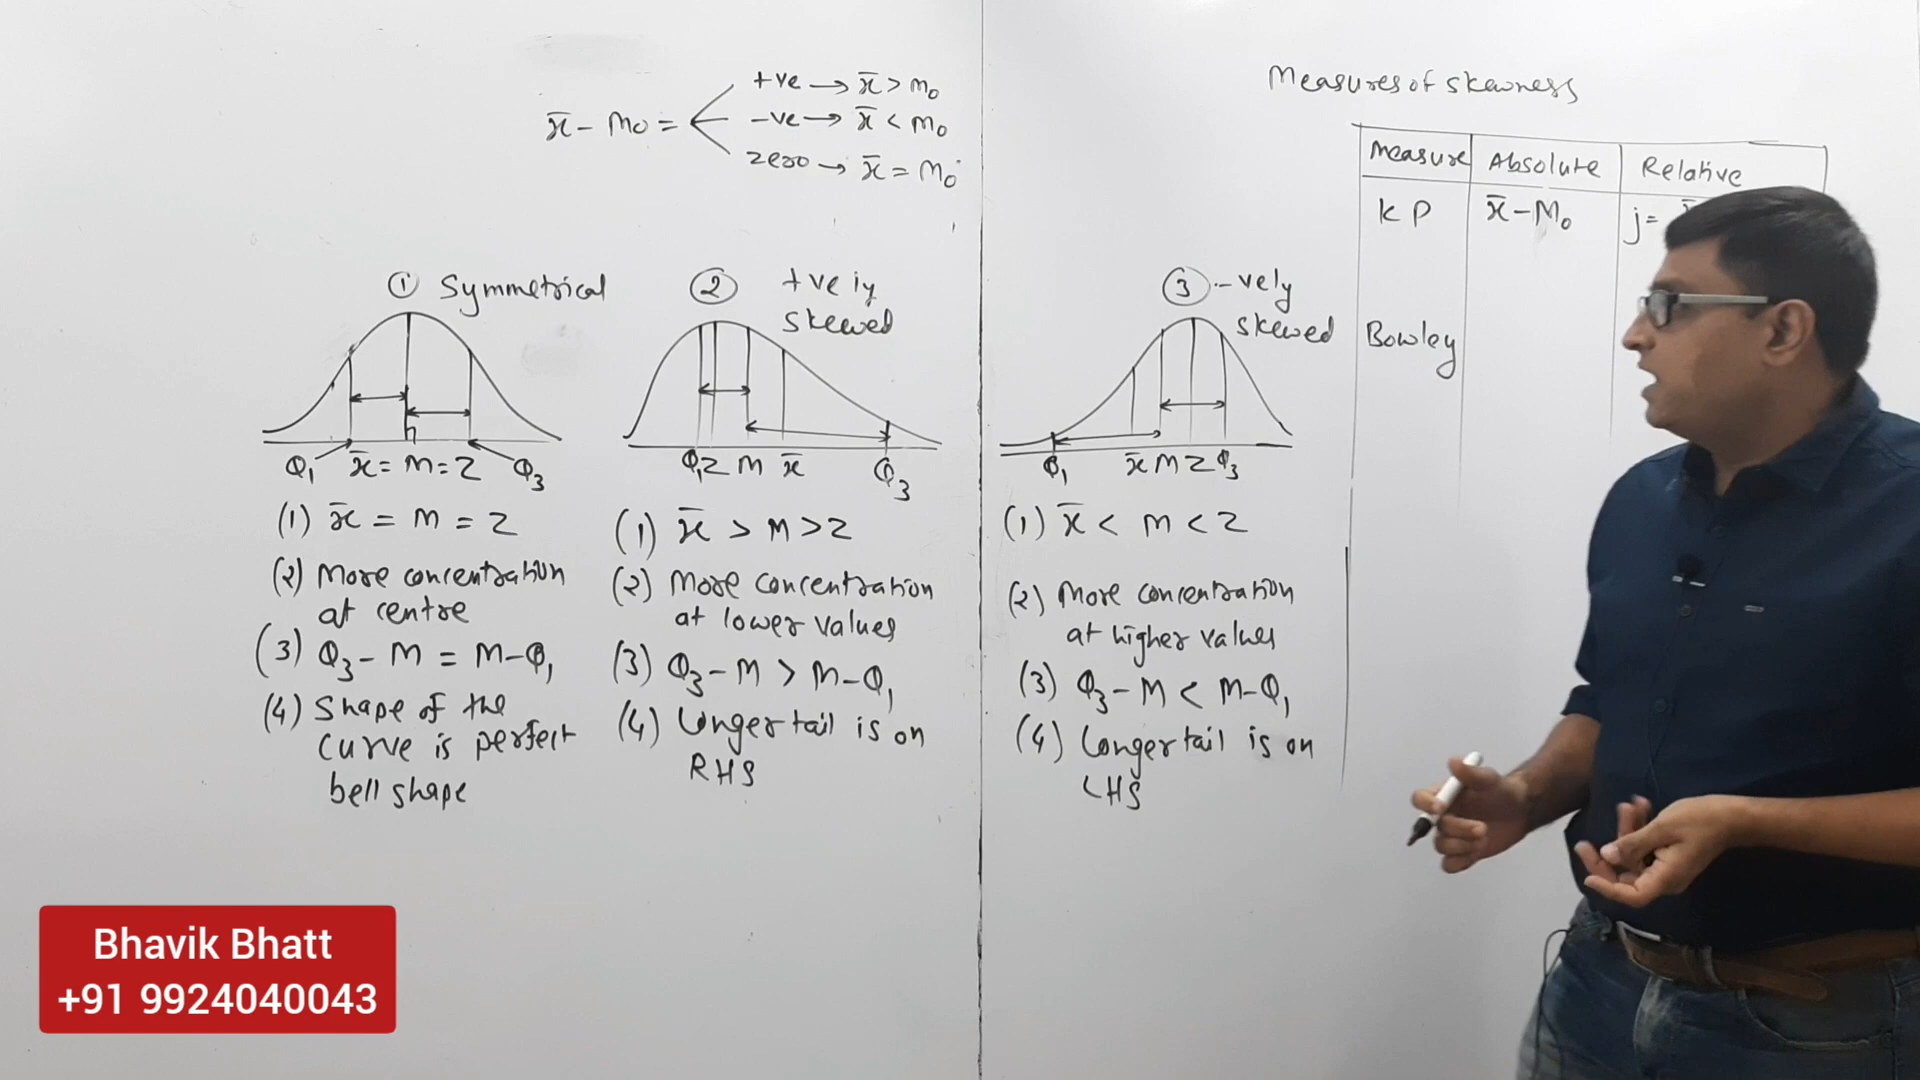 x̄ - Mo =
+ve → x̄ > Mo
-ve → x̄ < Mo
zero → x̄ = Mo
① Symmetrical
Q₁ x̄ = M = Z Q₃
(1) x̄ = M = Z
(2) More concentration
at centre
(3) Q₃ - M = M - Q₁
(4) Shape of the
curve is perfect
bell shape
② +vely
skewed
Q₁ Z M x̄ Q₃
(1) x̄ > M > Z
(2) More concentration
at lower values
(3) Q₃ - M > M - Q₁
(4) Longer tail is on
RHS
③ -vely
skewed
Q₁ x̄ M Z Q₃
(1) x̄ < M < Z
(2) More concentration
at higher values
(3) Q₃ - M < M - Q₁
(4) Longer tail is on
LHS
Measures of skewness
Measure Absolute Relative
KP x̄ - Mo j =
Bowley
Bhavik Bhatt
+91 9924040043